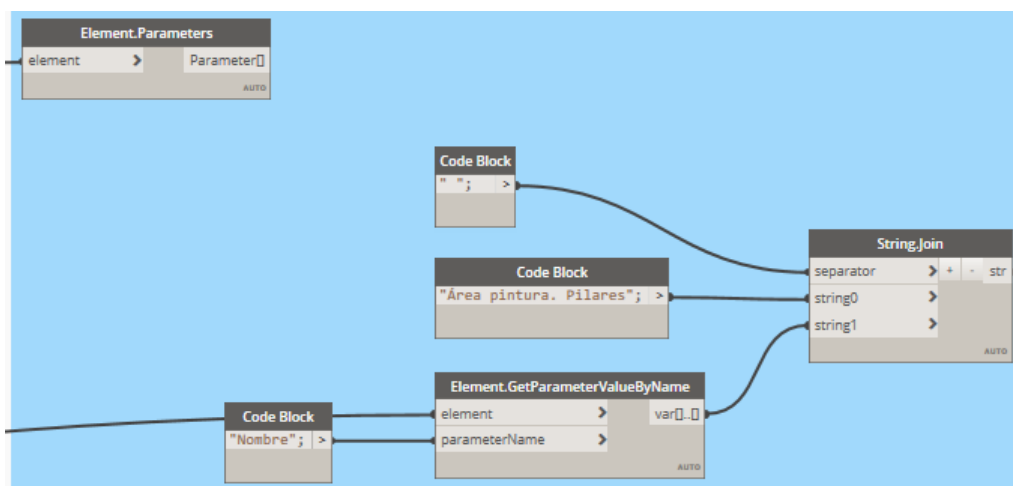 Element.Parameters
element > Parameter[]
AUTO
Code Block
" "; >
Code Block
"Área pintura. Pilares"; >
String.Join
separator > + - str
string0 >
string1 >
AUTO
Element.GetParameterValueByName
element > var[]..[]
parameterName >
AUTO
Code Block
"Nombre"; >